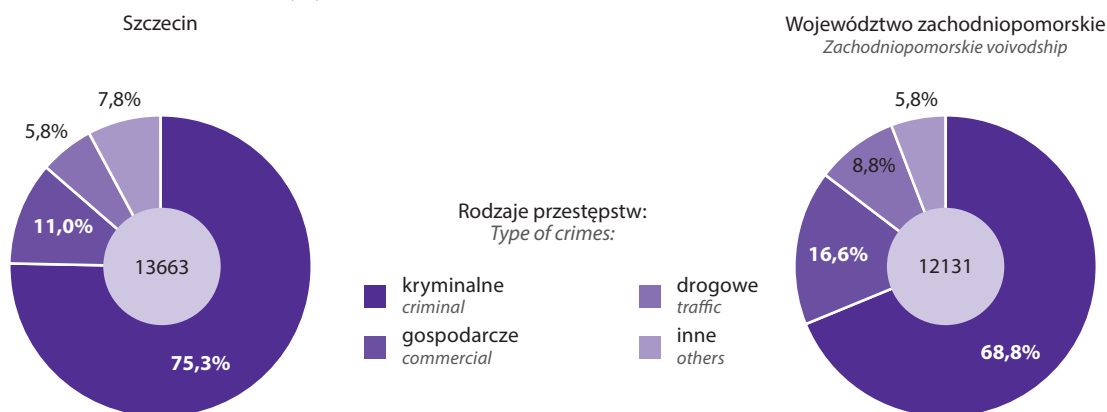 Szczecin
Województwo zachodniopomorskie
Zachodniopomorskie voivodship
7,8%
5,8%
11,0%
13663
75,3%
Rodzaje przestępstw:
Type of crimes:
kryminalne
criminal
gospodarcze
commercial
drogowe
traffic
inne
others
5,8%
8,8%
16,6%
12131
68,8%